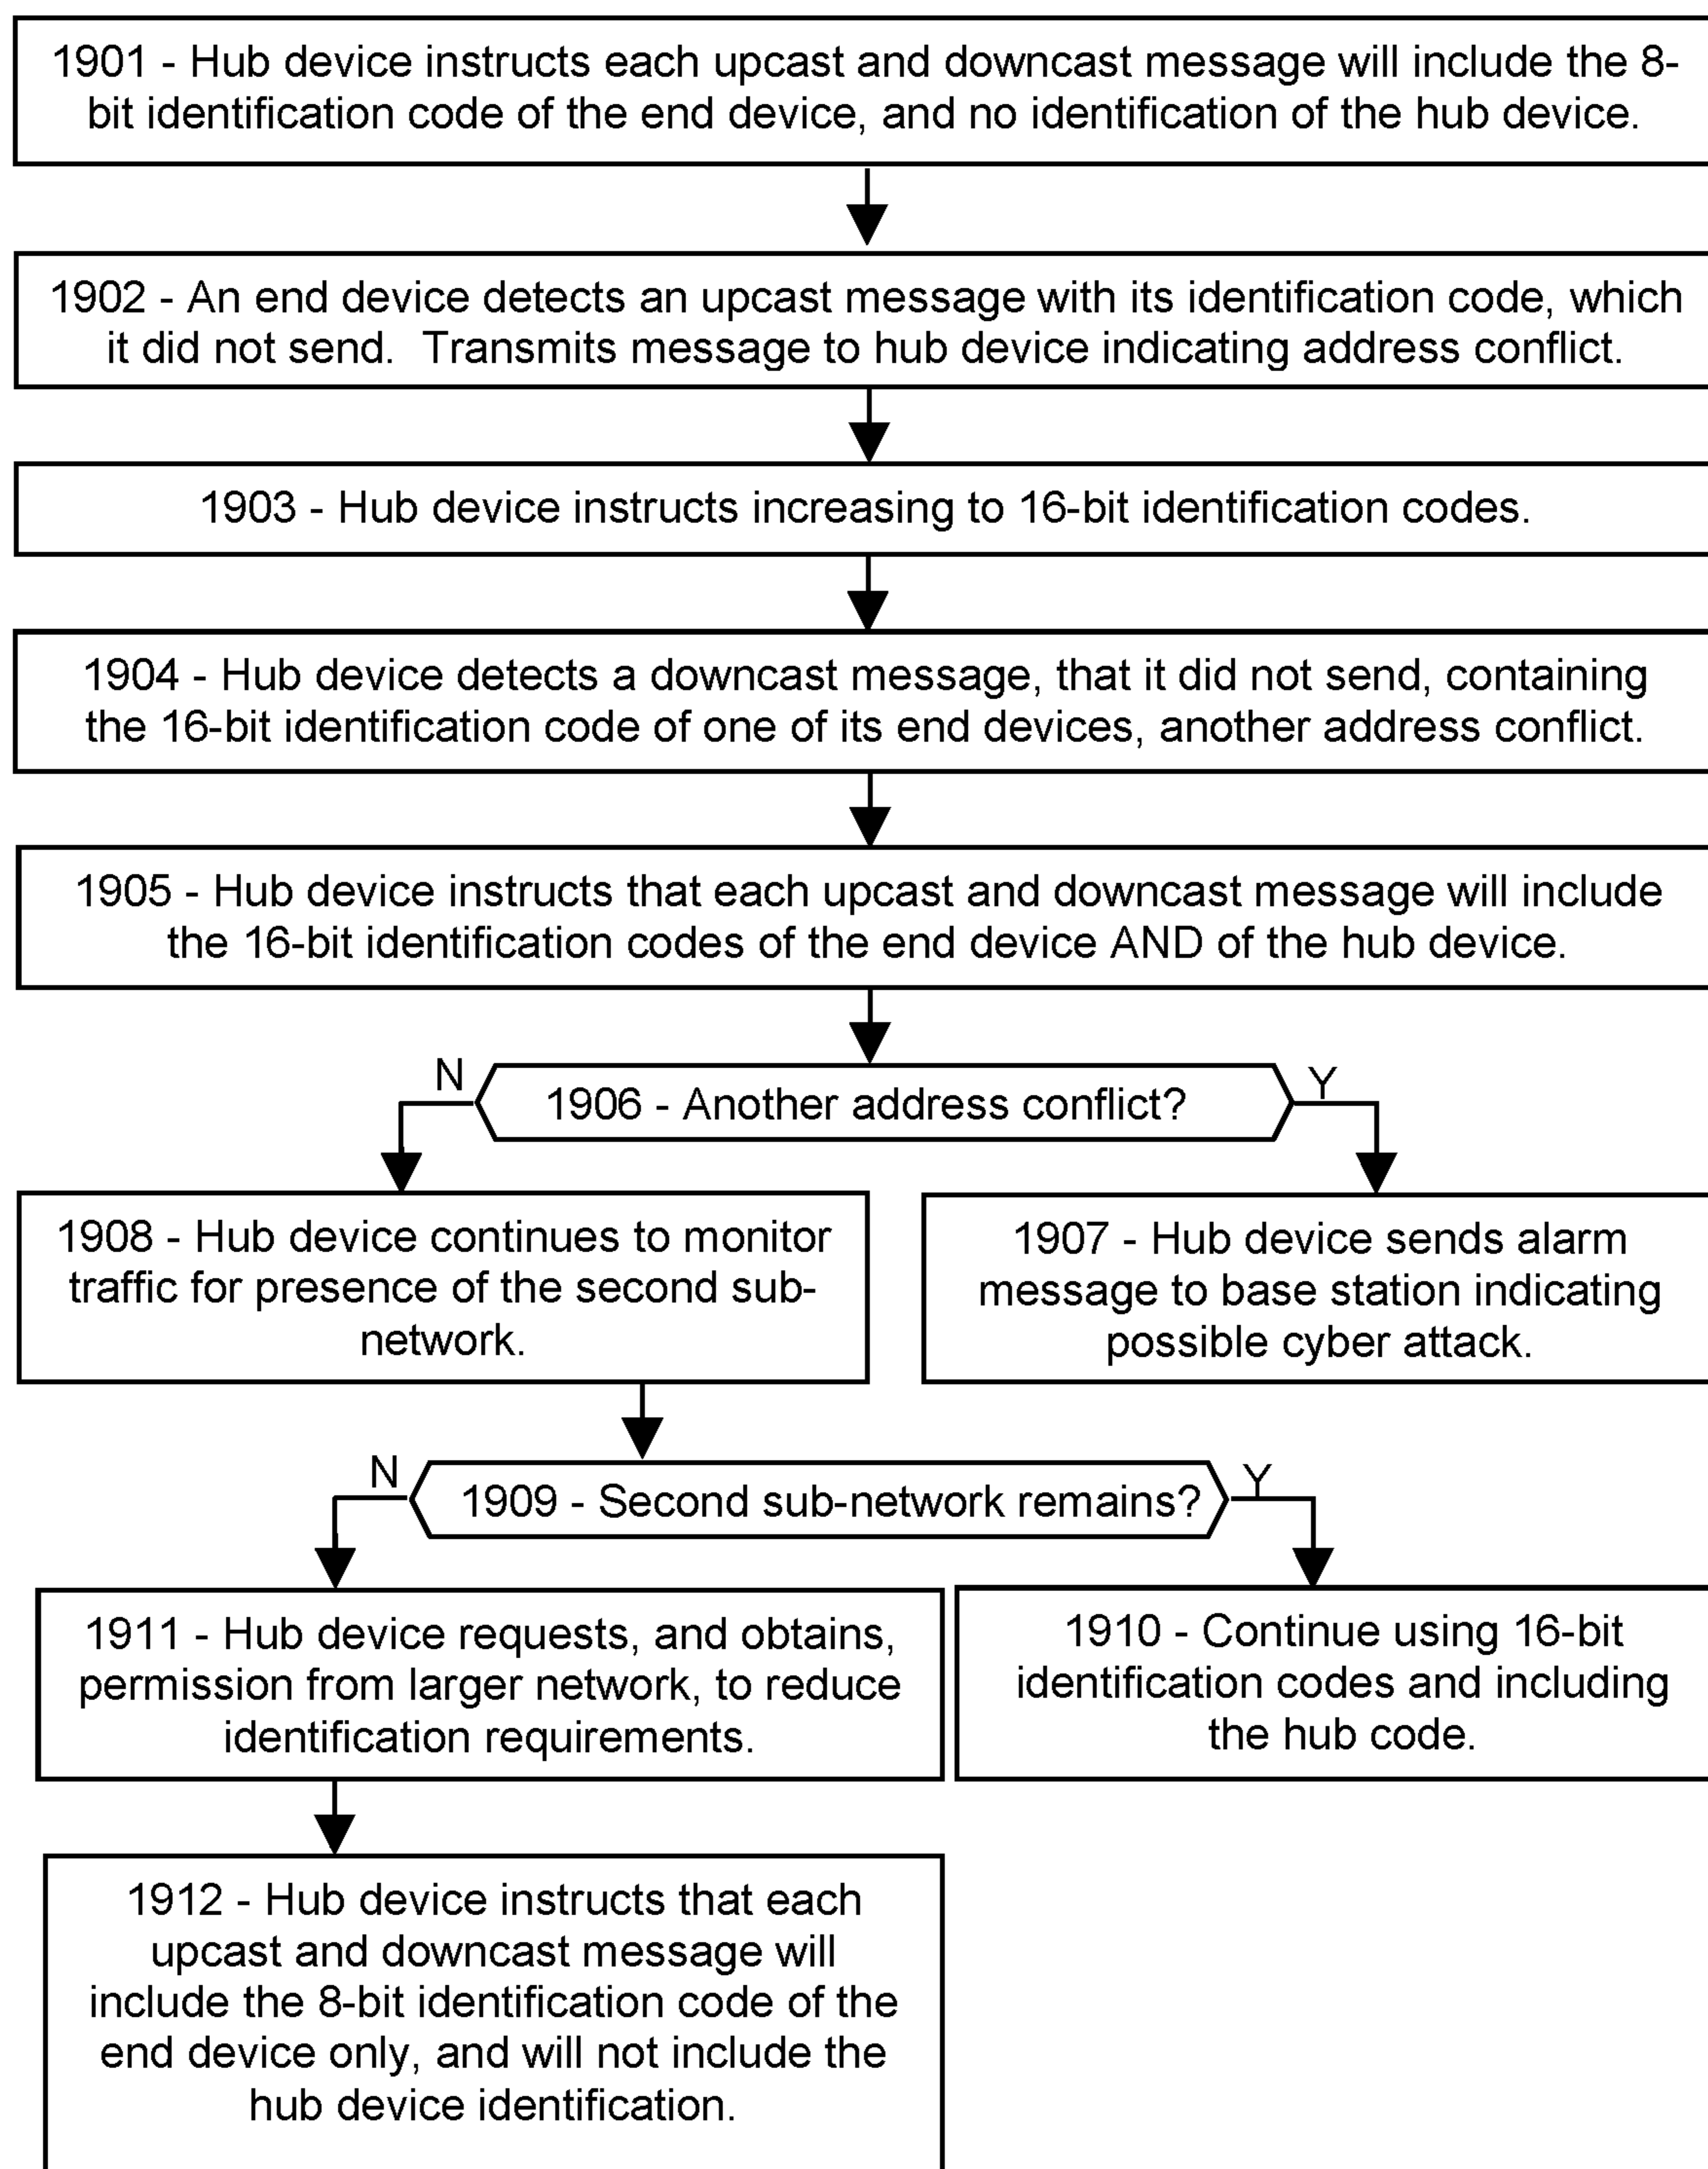 1901 - Hub device instructs each upcast and downcast message will include the 8-
bit identification code of the end device, and no identification of the hub device.
1902 - An end device detects an upcast message with its identification code, which
it did not send.  Transmits message to hub device indicating address conflict.
1903 - Hub device instructs increasing to 16-bit identification codes.
1904 - Hub device detects a downcast message, that it did not send, containing
the 16-bit identification code of one of its end devices, another address conflict.
1905 - Hub device instructs that each upcast and downcast message will include
the 16-bit identification codes of the end device AND of the hub device.
N
1906 - Another address conflict?
Y
1908 - Hub device continues to monitor
traffic for presence of the second sub-
network.
1907 - Hub device sends alarm
message to base station indicating
possible cyber attack.
N
1909 - Second sub-network remains?
Y
1911 - Hub device requests, and obtains,
permission from larger network, to reduce
identification requirements.
1910 - Continue using 16-bit
identification codes and including
the hub code.
1912 - Hub device instructs that each
upcast and downcast message will
include the 8-bit identification code of the
end device only, and will not include the
hub device identification.